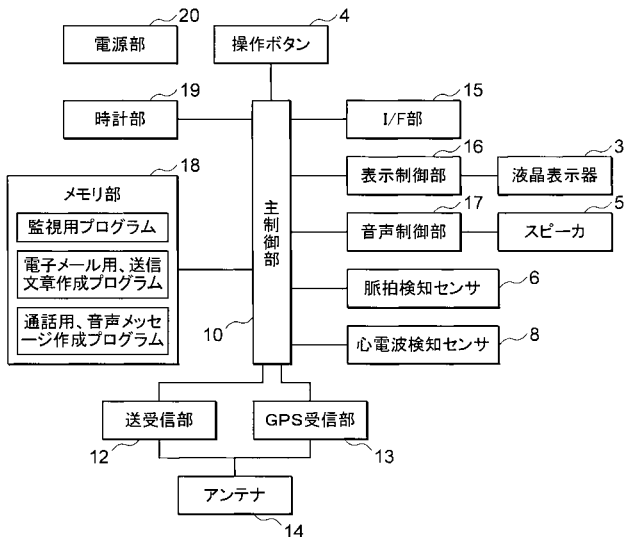 20
電源部
4
操作ボタン
19
時計部
15
I/F部
16
表示制御部
3
液晶表示器
18
メモリ部
監視用プログラム
電子メール用、送信
文章作成プログラム
通話用、音声メッセ
ージ作成プログラム
主制御部
10
17
音声制御部
5
スピーカ
脈拍検知センサ
6
心電波検知センサ
8
送受信部
12
GPS受信部
13
アンテナ
14